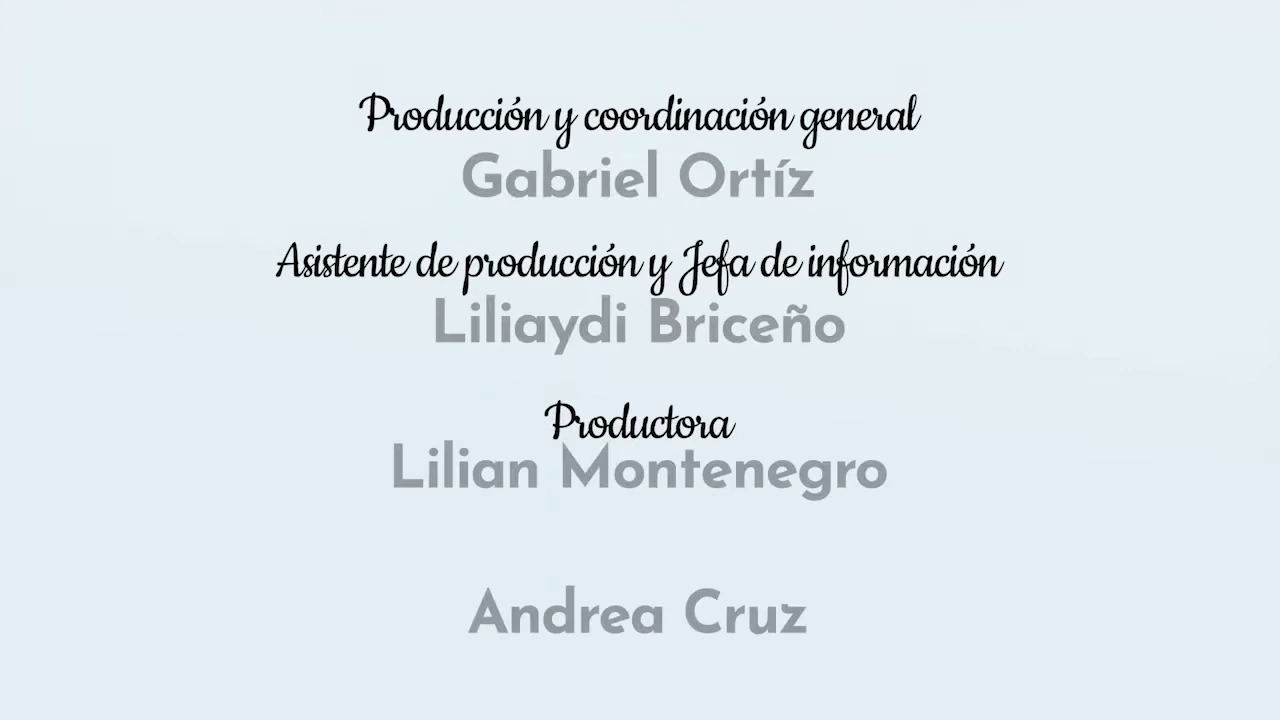 Producción y coordinación general
Gabriel Ortíz
Asistente de producción y Jefa de información
Liliaydi Briceño
Productora
Lilian Montenegro
Andrea Cruz